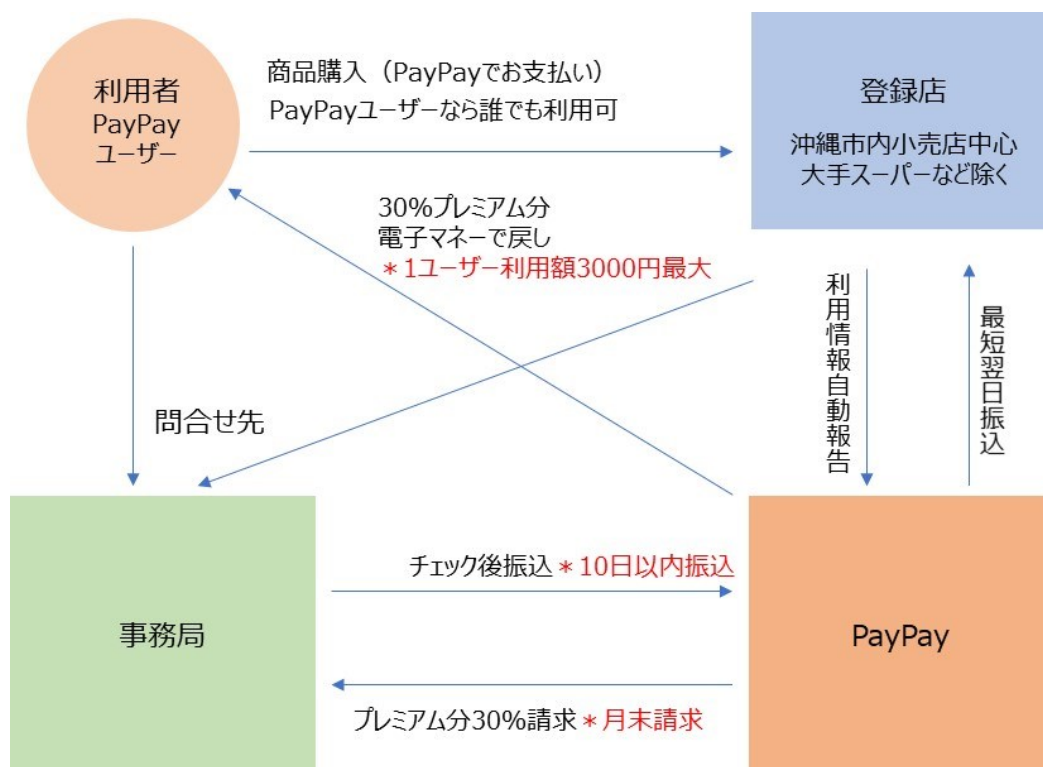 利用者
PayPay
ユーザー
商品購入（PayPayでお支払い）
PayPayユーザーなら誰でも利用可
登録店
沖縄市内小売店中心
大手スーパーなど除く
30%プレミアム分
電子マネーで戻し
＊1ユーザー利用額3000円最大
利用情報自動報告
最短翌日振込
問合せ先
事務局
チェック後振込＊10日以内振込
PayPay
プレミアム分30%請求＊月末請求